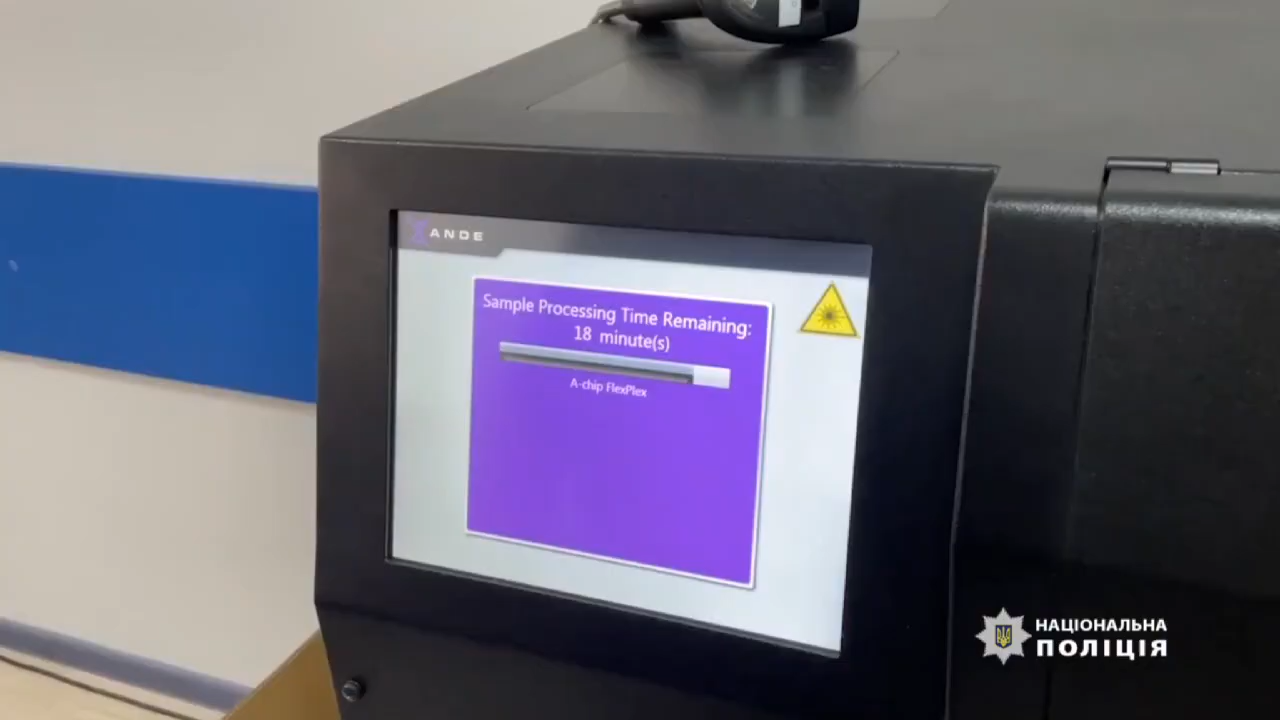 ANDE
Sample Processing Time Remaining:
18 minute(s)
A-chip FlexPlex
НАЦІОНАЛЬНА
ПОЛІЦІЯ